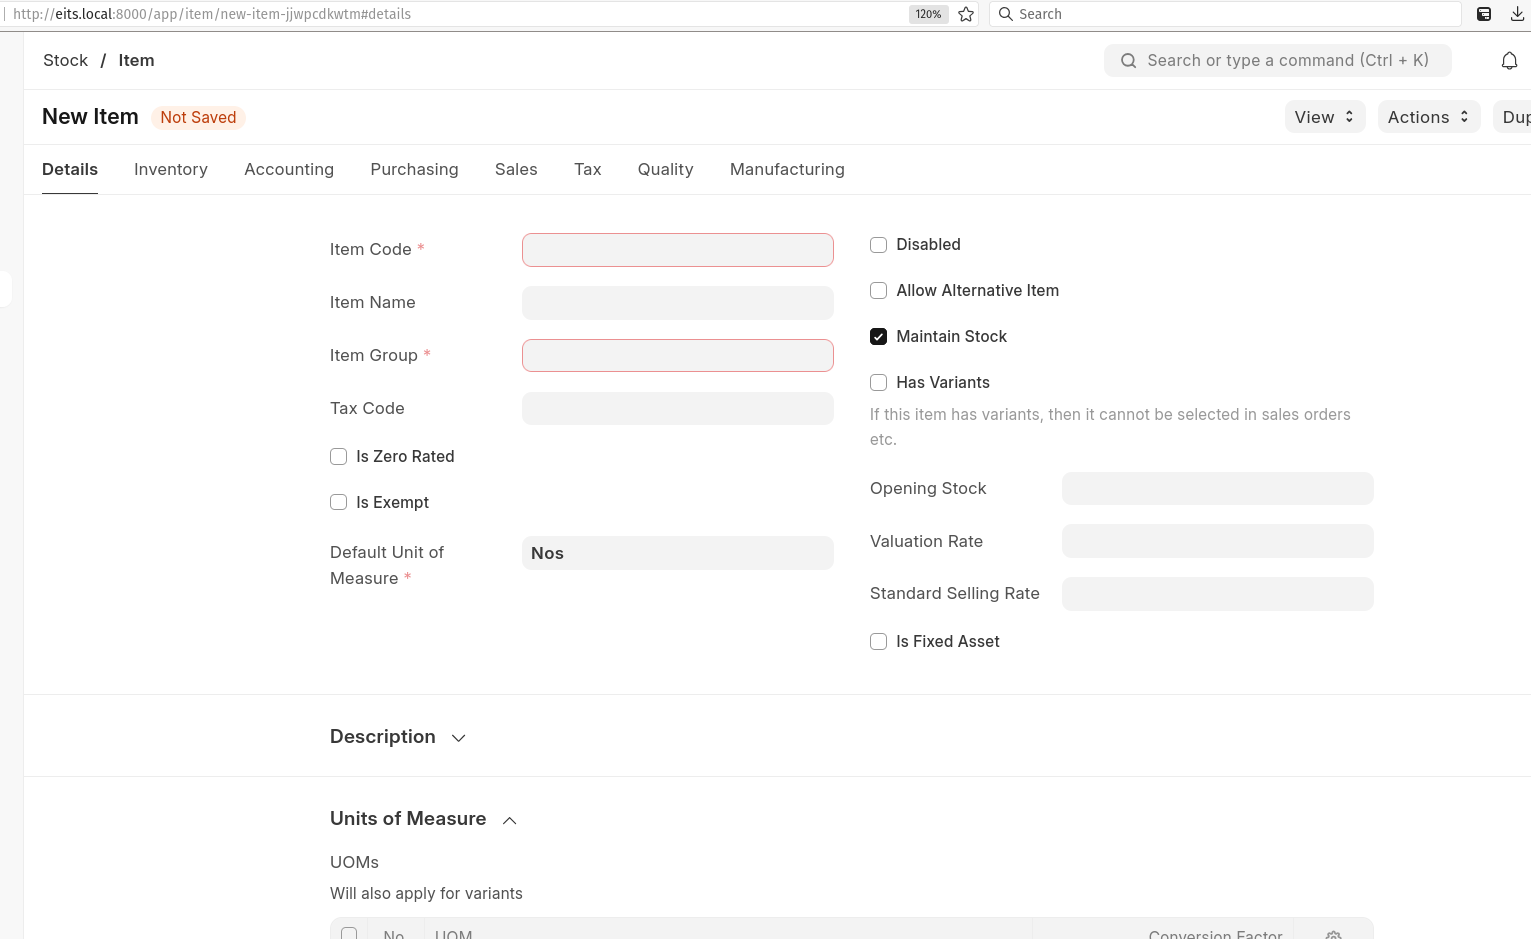 http://eits.local:8000/app/item/new-item-jjwpcdkwtm#details 120% Search
Stock / Item Search or type a command (Ctrl + K)
New Item Not Saved View Actions
Details Inventory Accounting Purchasing Sales Tax Quality Manufacturing
Item Code *
Item Name
Item Group *
Tax Code
Is Zero Rated
Is Exempt
Default Unit of
Measure *
Nos
Disabled
Allow Alternative Item
Maintain Stock
Has Variants
If this item has variants, then it cannot be selected in sales orders
etc.
Opening Stock
Valuation Rate
Standard Selling Rate
Is Fixed Asset
Description
Units of Measure
UOMs
Will also apply for variants
No UOM Conversion Factor